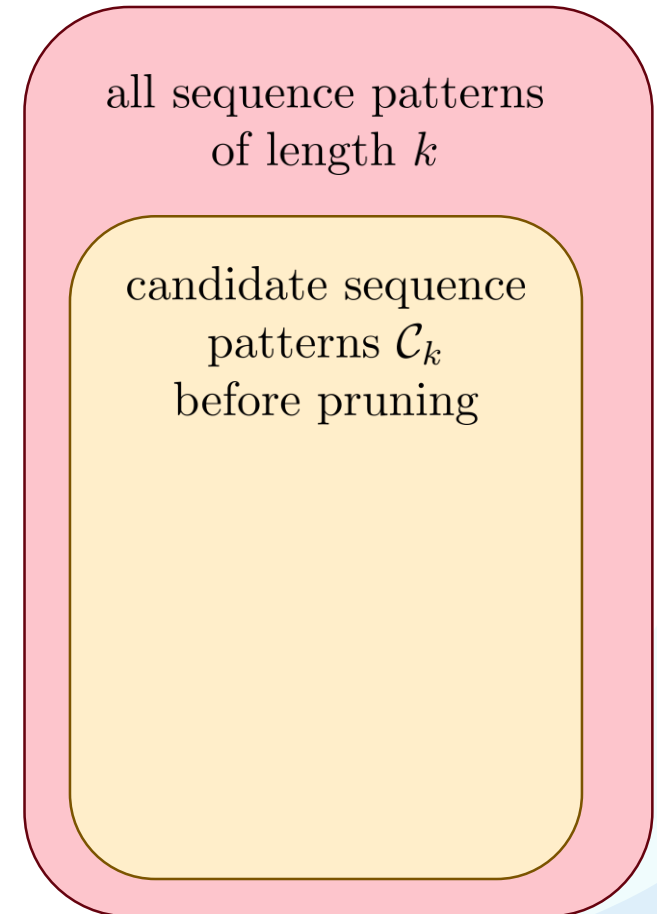 all sequence patterns
of length k
candidate sequence
patterns 𝒞ₖ
before pruning